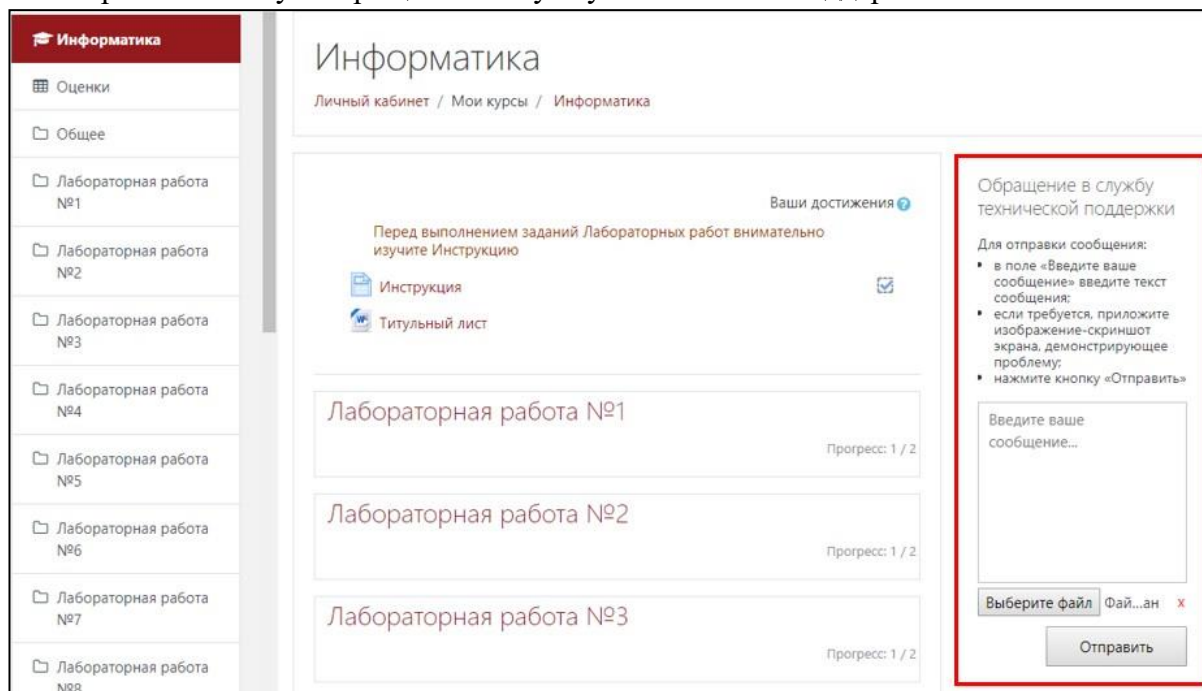 Информатика
Оценки
Общее
Лабораторная работа
№1
Лабораторная работа
№2
Лабораторная работа
№3
Лабораторная работа
№4
Лабораторная работа
№5
Лабораторная работа
№6
Лабораторная работа
№7
Лабораторная работа
№8
Информатика
Личный кабинет / Мои курсы / Информатика
Ваши достижения
Перед выполнением заданий Лабораторных работ внимательно
изучите Инструкцию
Инструкция
Титульный лист
Лабораторная работа №1
Прогресс: 1 / 2
Лабораторная работа №2
Прогресс: 1 / 2
Лабораторная работа №3
Прогресс: 1 / 2
Обращение в службу
технической поддержки
Для отправки сообщения:
• в поле «Введите ваше
сообщение» введите текст
сообщения;
• если требуется, приложите
изображение-скриншот
экрана, демонстрирующее
проблему;
• нажмите кнопку «Отправить»
Введите ваше
сообщение...
Выберите файл Фай...ан x
Отправить